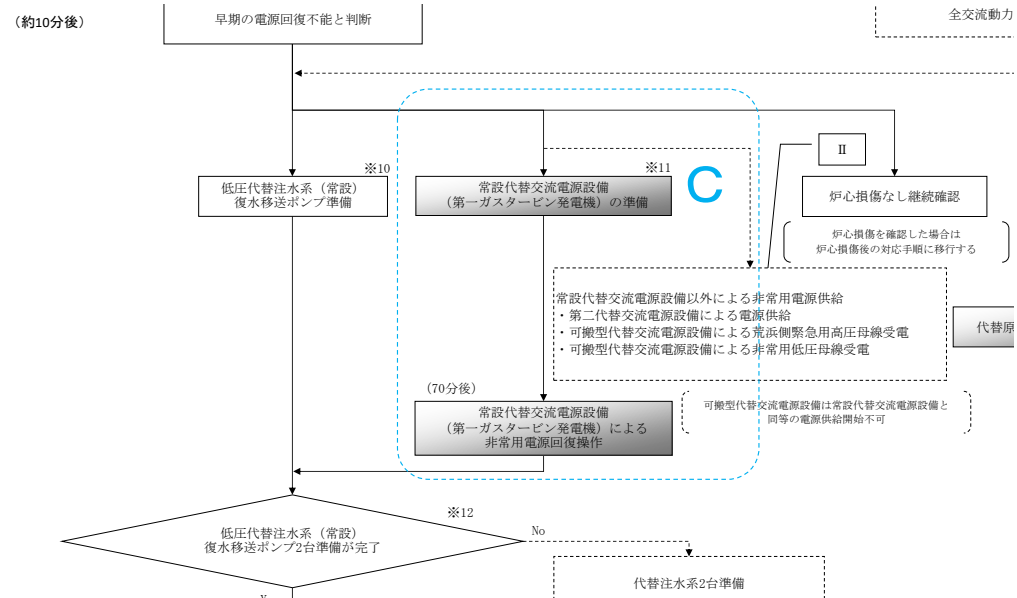 （約10分後）
早期の電源回復不能と判断
全交流動力
Ⅱ
※10
低圧代替注水系（常設）
復水移送ポンプ準備
※11
常設代替交流電源設備
（第一ガスタービン発電機）の準備
C
炉心損傷なし継続確認
炉心損傷を確認した場合は
炉心損傷後の対応手順に移行する
常設代替交流電源設備以外による非常用電源供給
・第二代替交流電源設備による電源供給
・可搬型代替交流電源設備による荒浜側緊急用高圧母線受電
・可搬型代替交流電源設備による非常用低圧母線受電
代替原
（70分後）
常設代替交流電源設備
（第一ガスタービン発電機）による
非常用電源回復操作
可搬型代替交流電源設備は常設代替交流電源設備と
同等の電源供給開始不可
※12
低圧代替注水系（常設）
復水移送ポンプ2台準備が完了
No
代替注水系2台準備